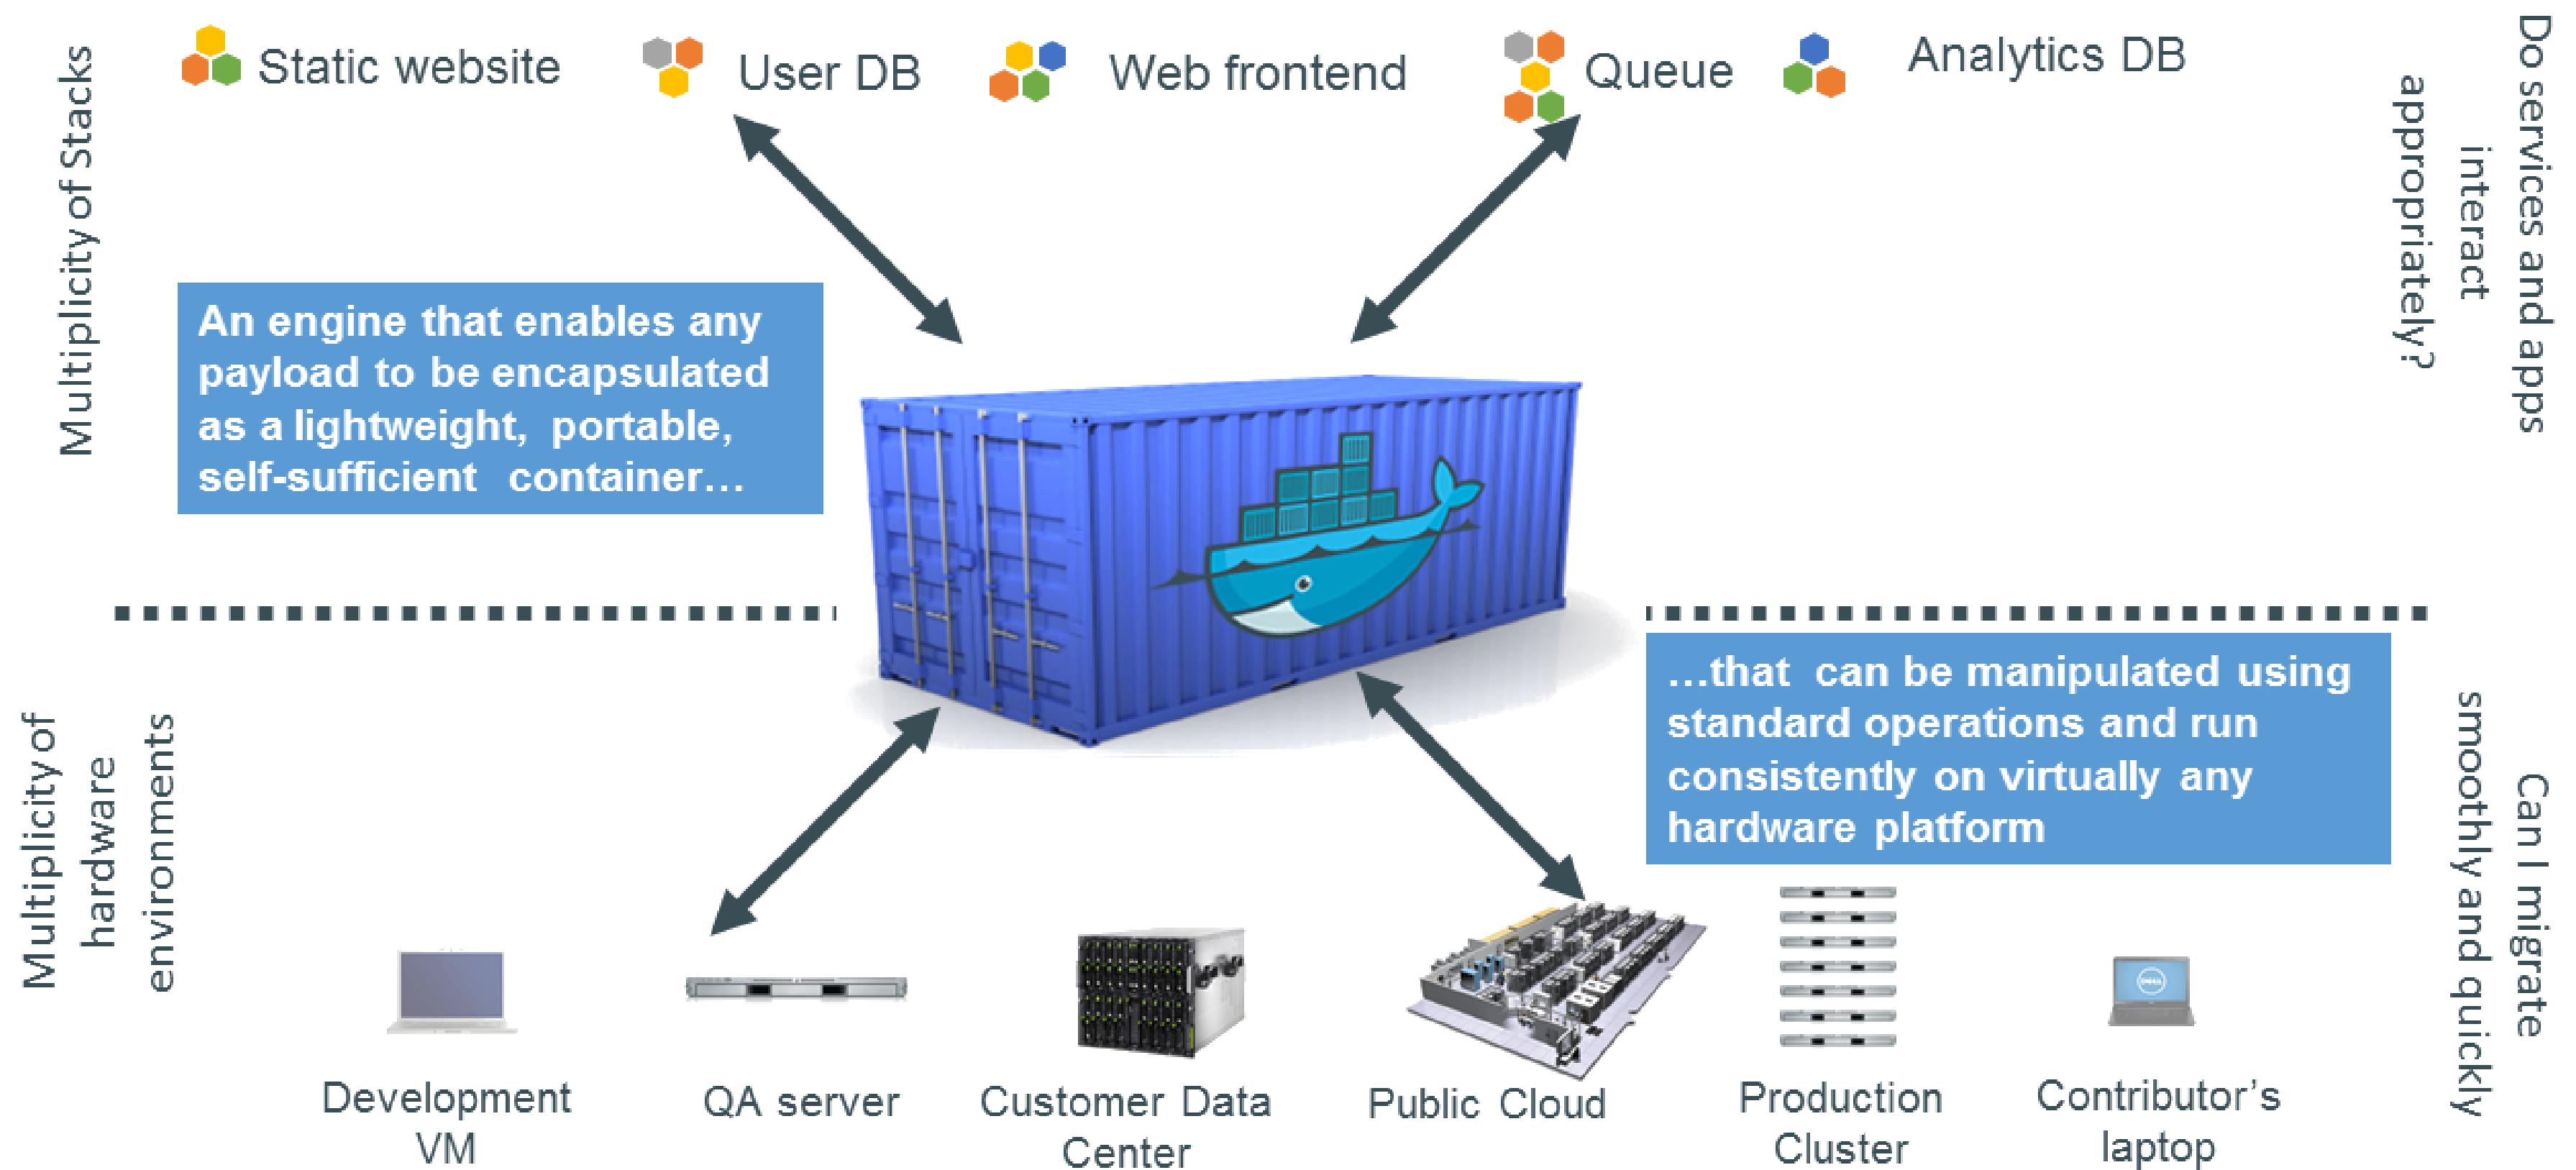 Static website
User DB
Web frontend
Queue
Analytics DB
Multiplicity of Stacks
Do services and apps
interact
appropriately?
An engine that enables any
payload to be encapsulated
as a lightweight, portable,
self-sufficient container…
…that can be manipulated using
standard operations and run
consistently on virtually any
hardware platform
Multiplicity of
hardware
environments
Can I migrate
smoothly and quickly
DELL
Development
VM
QA server
Customer Data
Center
Public Cloud
Production
Cluster
Contributor's
laptop